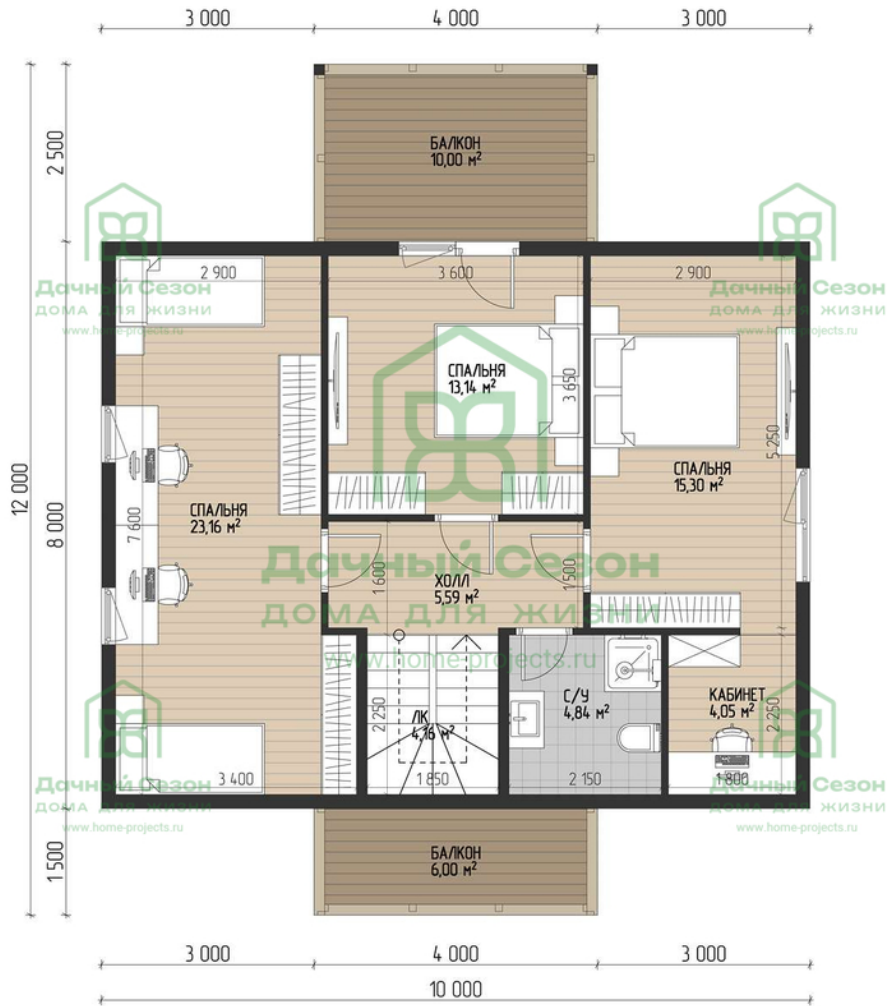 3 000
4 000
3 000
2 500
БАЛКОН
10,00 м²
Дачный Сезон
ДОМА ДЛЯ ЖИЗНИ
www.home-projects.ru
Дачный Сезон
ДОМА ДЛЯ ЖИЗНИ
www.home-projects.ru
2 900
3 600
2 900
СПАЛЬНЯ
13,14 м²
3 650
5 250
СПАЛЬНЯ
15,30 м²
12 000
8 000
7 600
СПАЛЬНЯ
23,16 м²
Дачный Сезон
ДОМА ДЛЯ ЖИЗНИ
www.home-projects.ru
1 600
ХОЛЛ
5,59 м²
1 500
2 250
ЛК
4,16 м²
С/У
4,84 м²
КАБИНЕТ
4,05 м²
2 250
3 400
1 850
2 150
1 800
Дачный Сезон
ДОМА ДЛЯ ЖИЗНИ
www.home-projects.ru
Дачный Сезон
ДОМА ДЛЯ ЖИЗНИ
www.home-projects.ru
1 500
БАЛКОН
6,00 м²
3 000
4 000
3 000
10 000